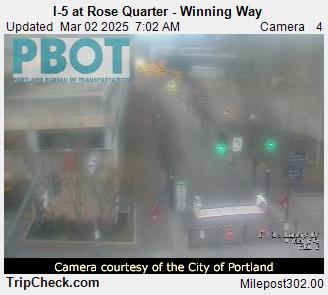 I-5 at Rose Quarter - Winning Way
Updated Mar 02 2025 7:02 AM Camera 4
PBOT
PORTLAND BUREAU OF TRANSPORTATION
Camera courtesy of the City of Portland
TripCheck.com Milepost302.00